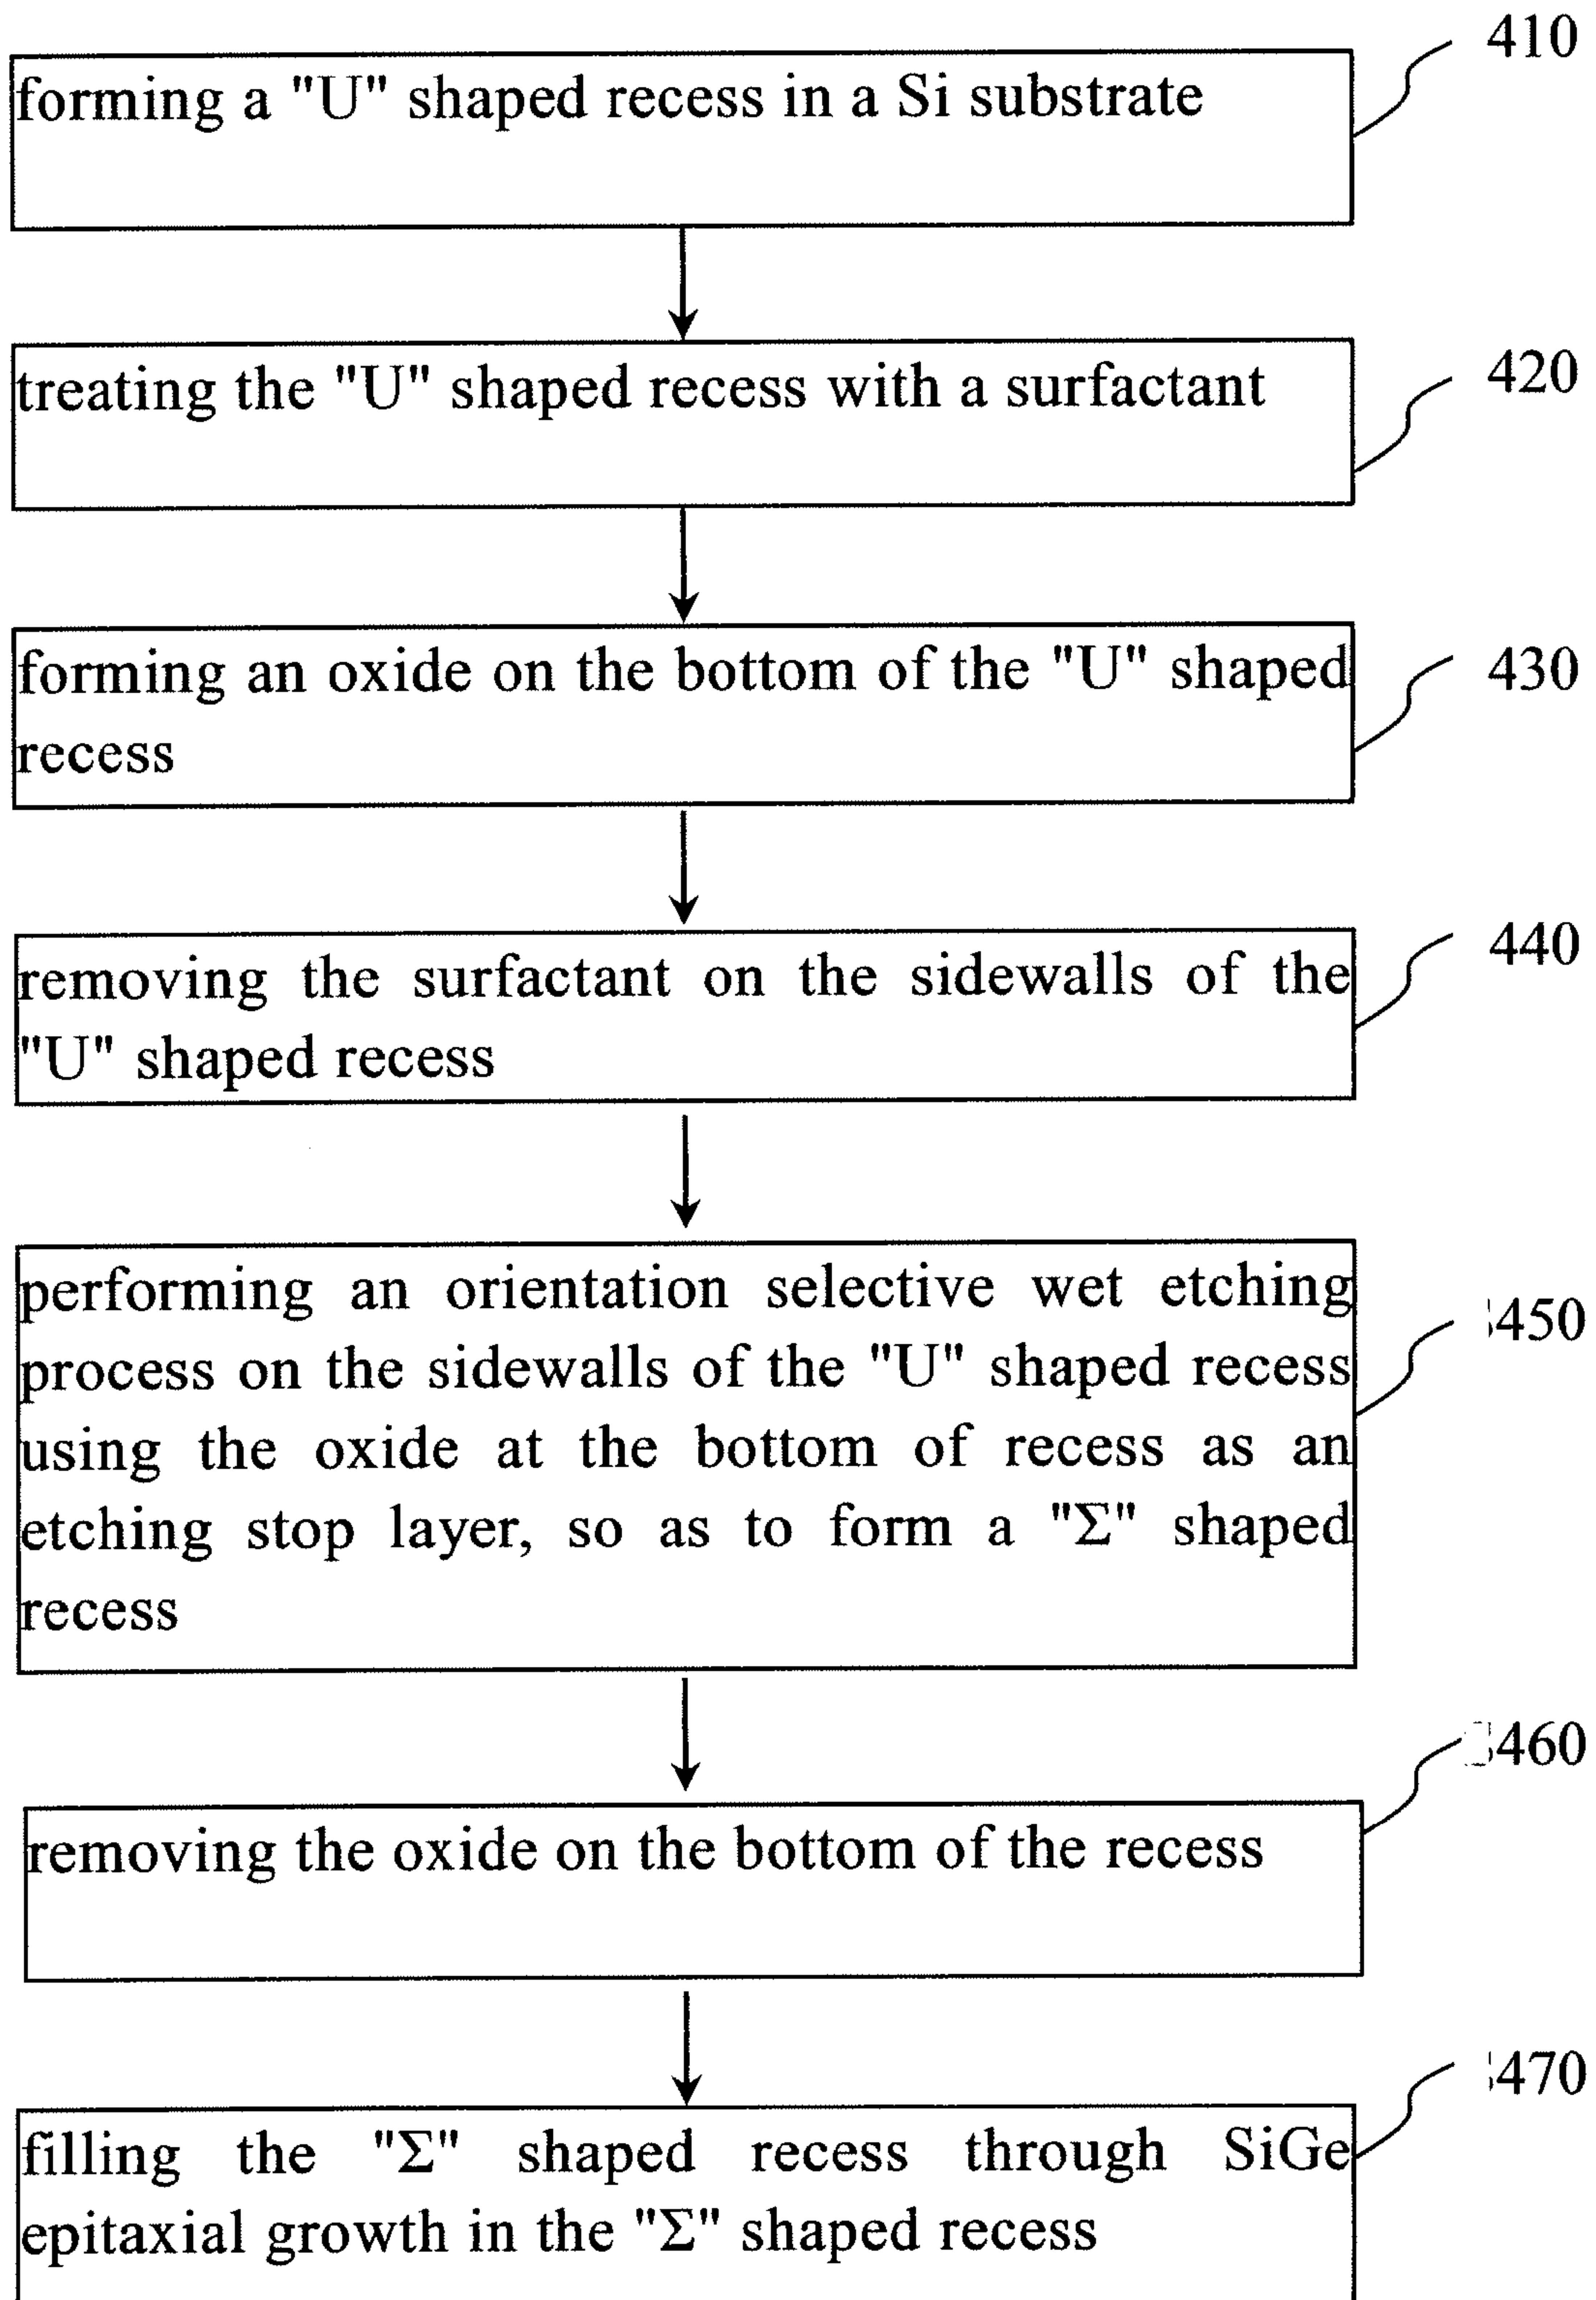 410
forming a "U" shaped recess in a Si substrate
420
treating the "U" shaped recess with a surfactant
430
forming an oxide on the bottom of the "U" shaped
recess
440
removing the surfactant on the sidewalls of the
"U" shaped recess
performing an orientation selective wet etching
450
process on the sidewalls of the "U" shaped recess
using the oxide at the bottom of recess as an
etching stop layer, so as to form a "Σ" shaped
recess
460
removing the oxide on the bottom of the recess
470
filling the "Σ" shaped recess through SiGe
epitaxial growth in the "Σ" shaped recess